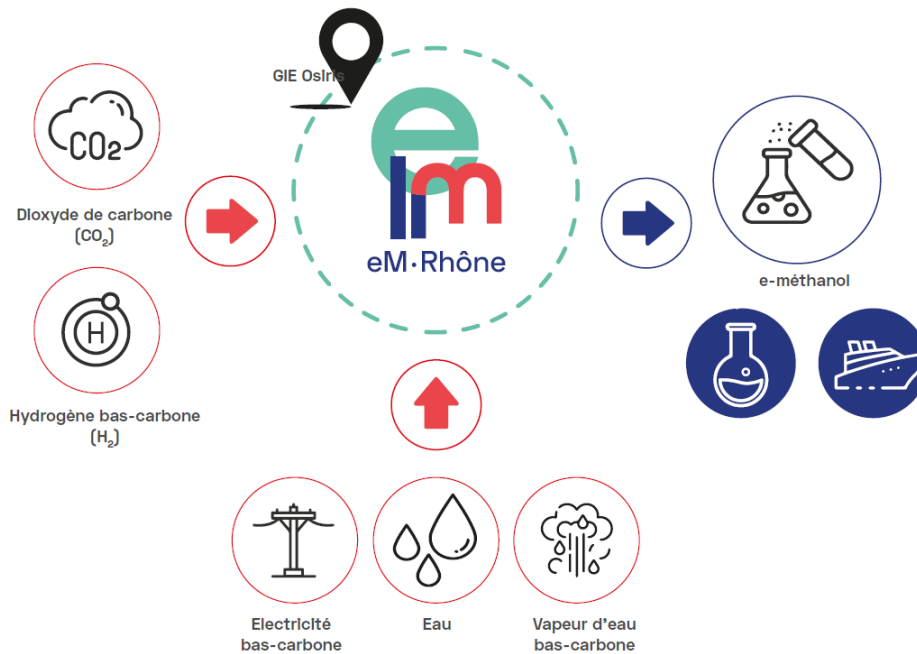 GIE Osiris
CO2
Dioxyde de carbone
(CO₂)
em
eM·Rhône
e-méthanol
H
Hydrogène bas-carbone
(H₂)
Electricité
bas-carbone
Eau
Vapeur d'eau
bas-carbone